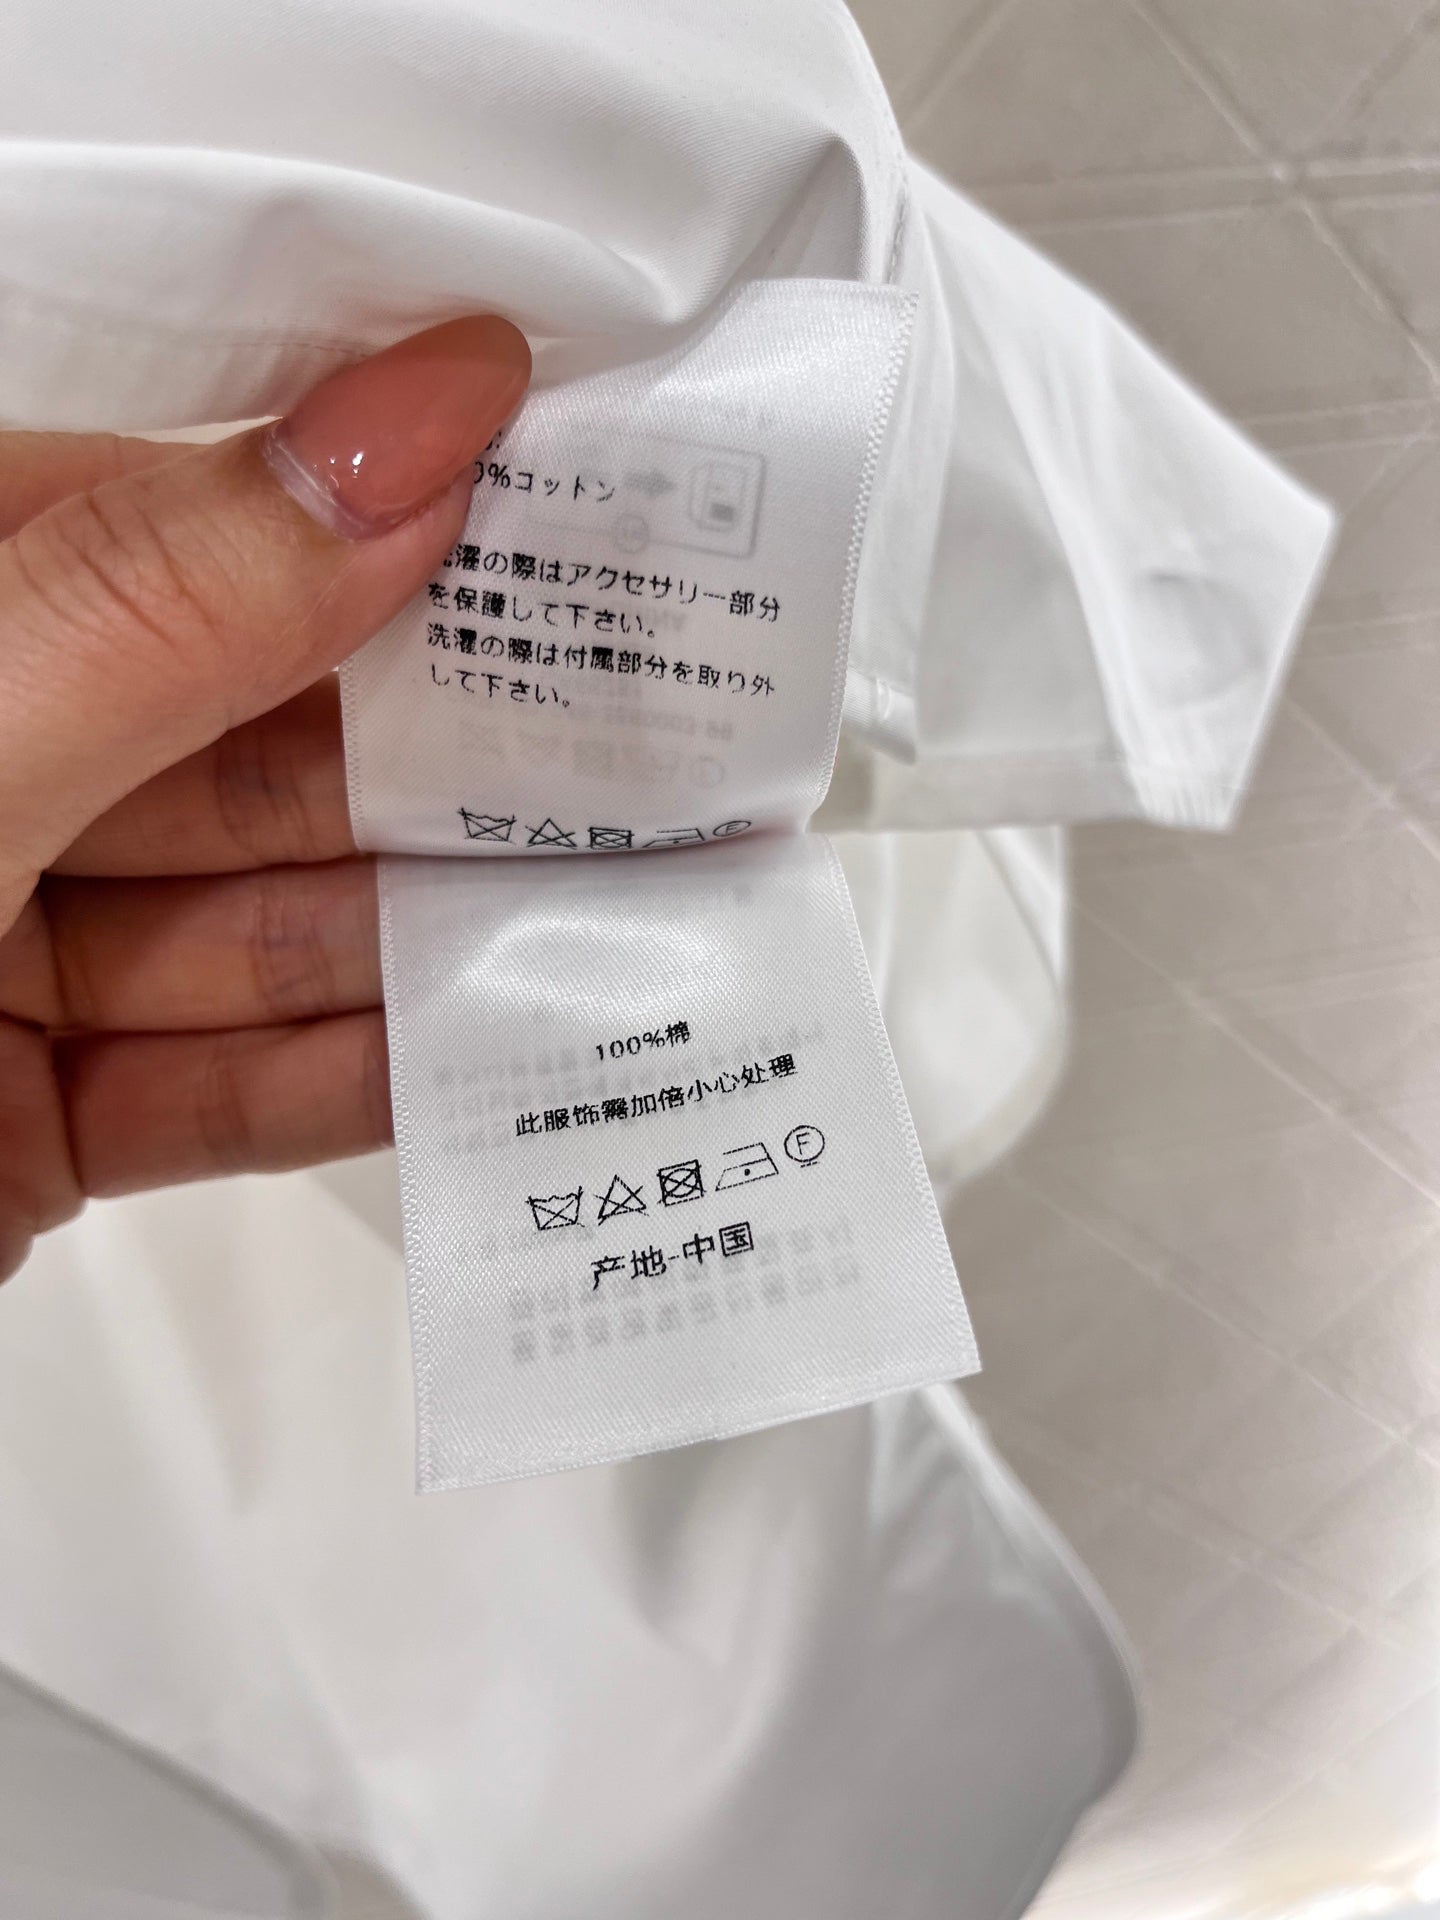 0%コットン
濯の際はアクセサリー部分
を保護して下さい。
洗濯の際は付属部分を取り外
して下さい。
F
100%棉
此服饰需加倍小心处理
F
产地-中国